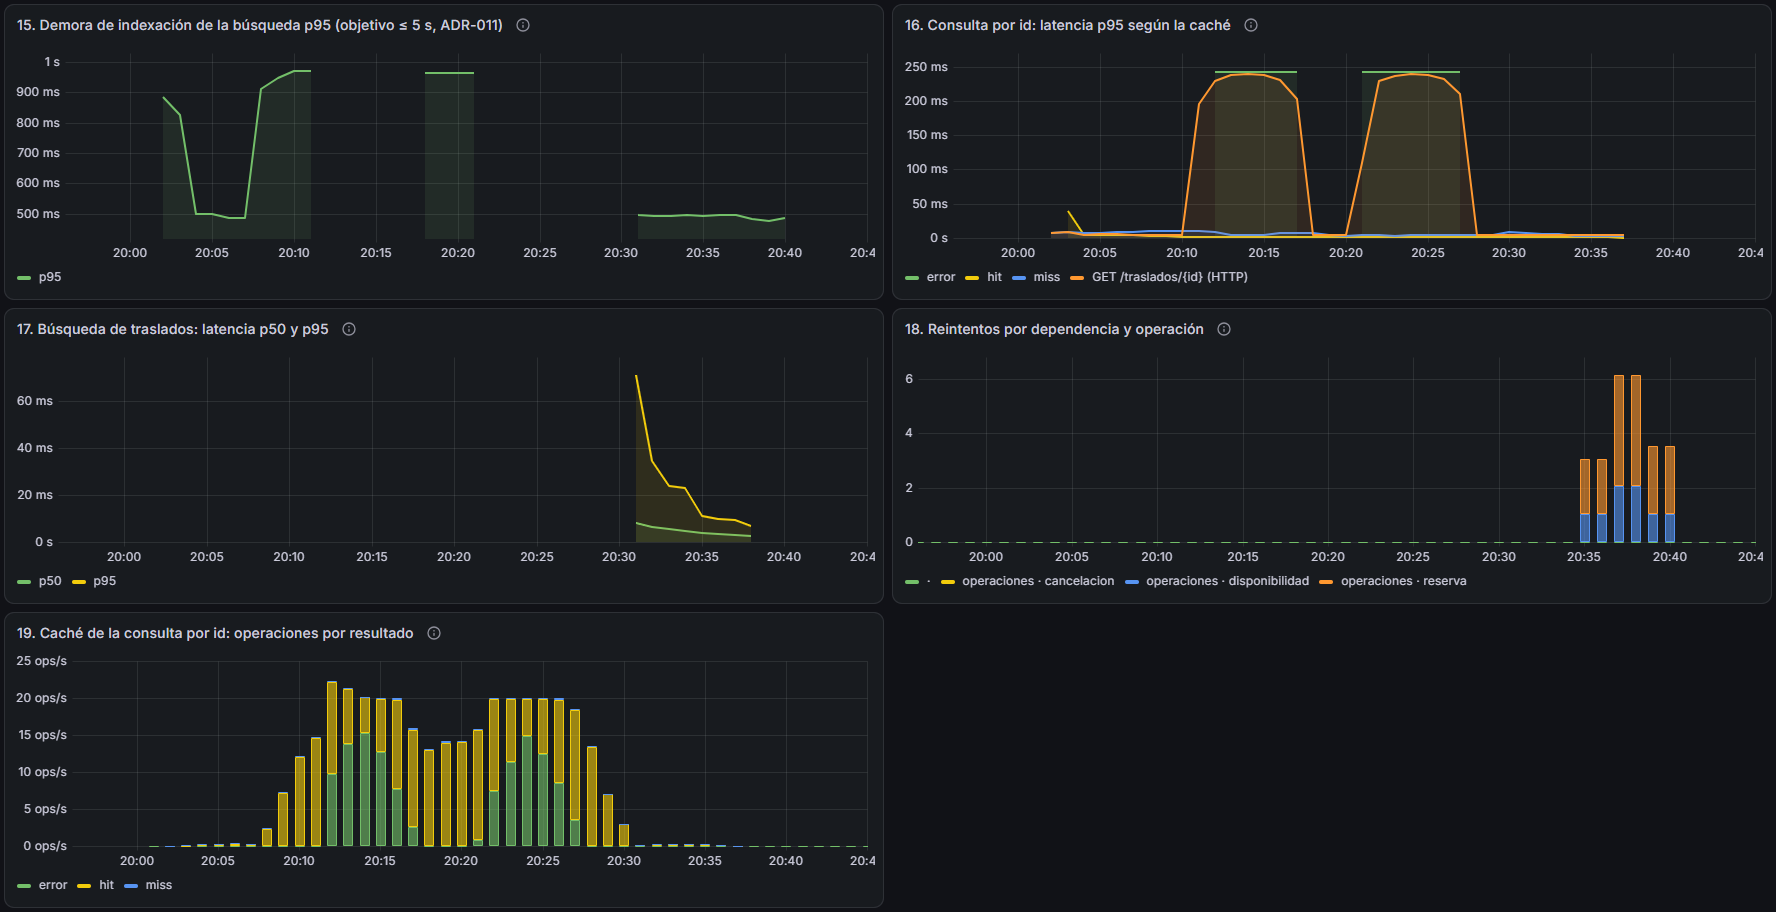 15. Demora de indexación de la búsqueda p95 (objetivo ≤ 5 s, ADR-011)
1 s
900 ms
800 ms
700 ms
600 ms
500 ms
20:00 20:05 20:10 20:15 20:20 20:25 20:30 20:35 20:40 20:4
p95
16. Consulta por id: latencia p95 según la caché
250 ms
200 ms
150 ms
100 ms
50 ms
0 s
20:00 20:05 20:10 20:15 20:20 20:25 20:30 20:35 20:40 20:4
error hit miss GET /traslados/{id} (HTTP)
17. Búsqueda de traslados: latencia p50 y p95
60 ms
40 ms
20 ms
0 s
20:00 20:05 20:10 20:15 20:20 20:25 20:30 20:35 20:40 20:4
p50 p95
18. Reintentos por dependencia y operación
6
4
2
0
20:00 20:05 20:10 20:15 20:20 20:25 20:30 20:35 20:40 20:4
· operaciones · cancelacion operaciones · disponibilidad operaciones · reserva
19. Caché de la consulta por id: operaciones por resultado
25 ops/s
20 ops/s
15 ops/s
10 ops/s
5 ops/s
0 ops/s
20:00 20:05 20:10 20:15 20:20 20:25 20:30 20:35 20:40 20:4
error hit miss